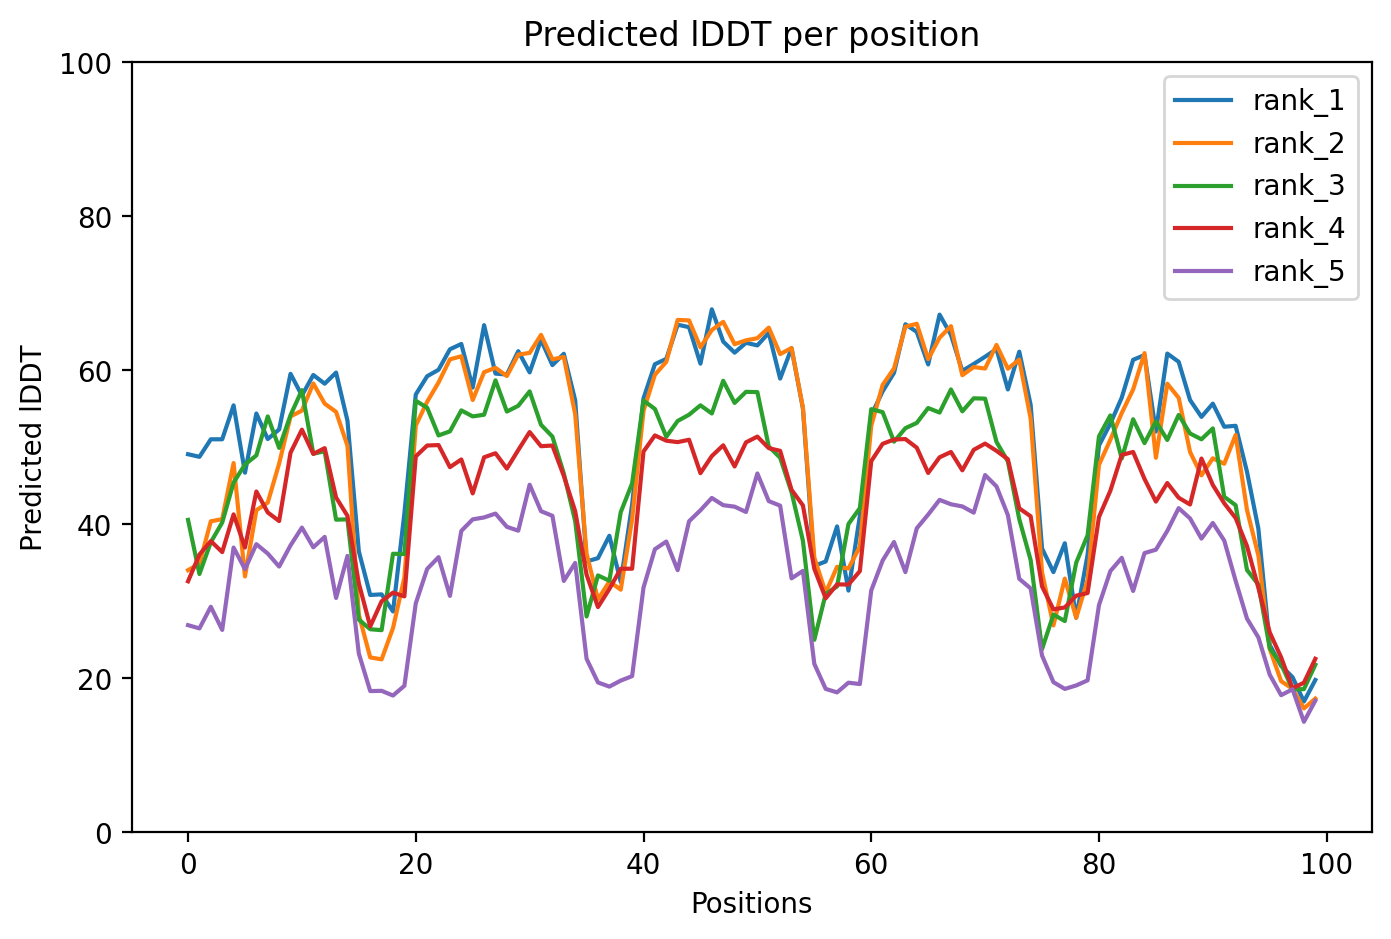 Predicted lDDT per position
100
80
60
40
20
0
Predicted lDDT
0 20 40 60 80 100
Positions
rank_1
rank_2
rank_3
rank_4
rank_5